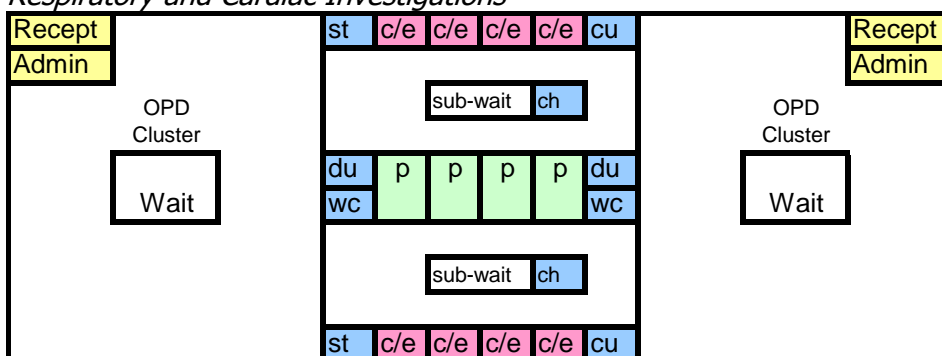 Respiratory and Cardiac Investigations
Recept st c/e c/e c/e c/e cu Recept
Admin Admin
sub-wait ch
OPD OPD
Cluster Cluster
du p p p p du
Wait wc wc Wait
sub-wait ch
st c/e c/e c/e c/e cu